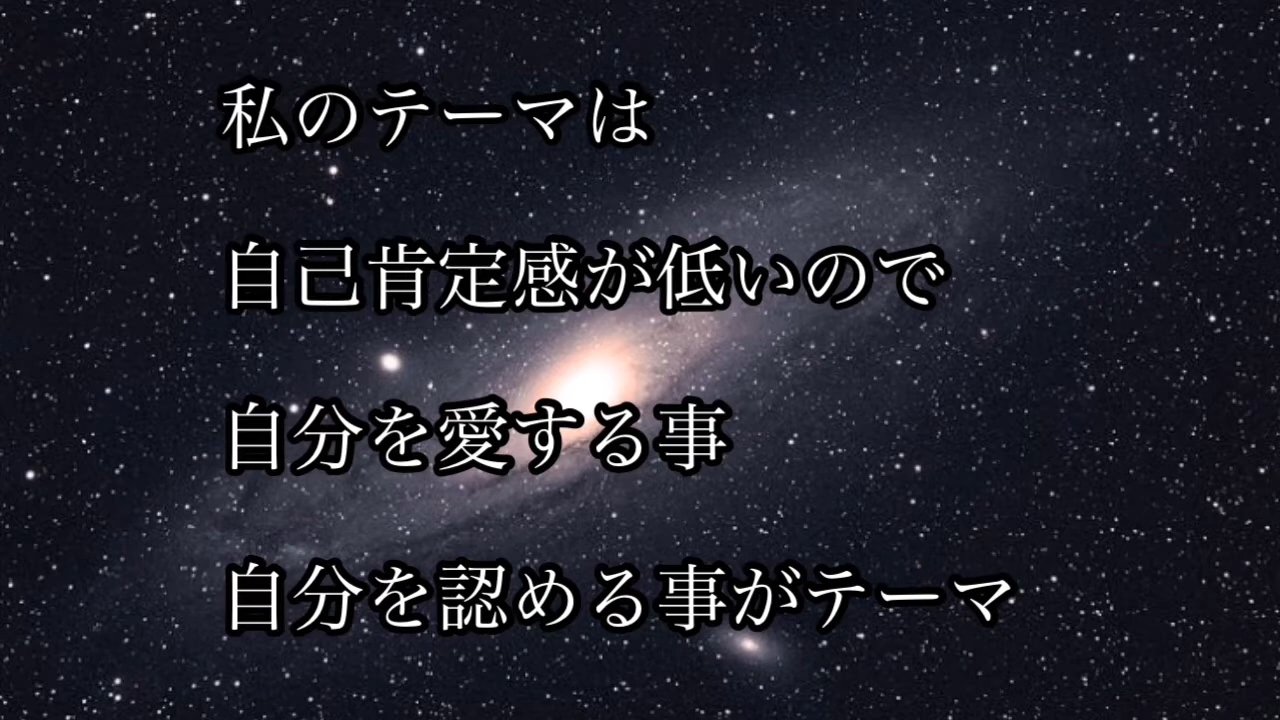 私のテーマは
自己肯定感が低いので
自分を愛する事
自分を認める事がテーマ